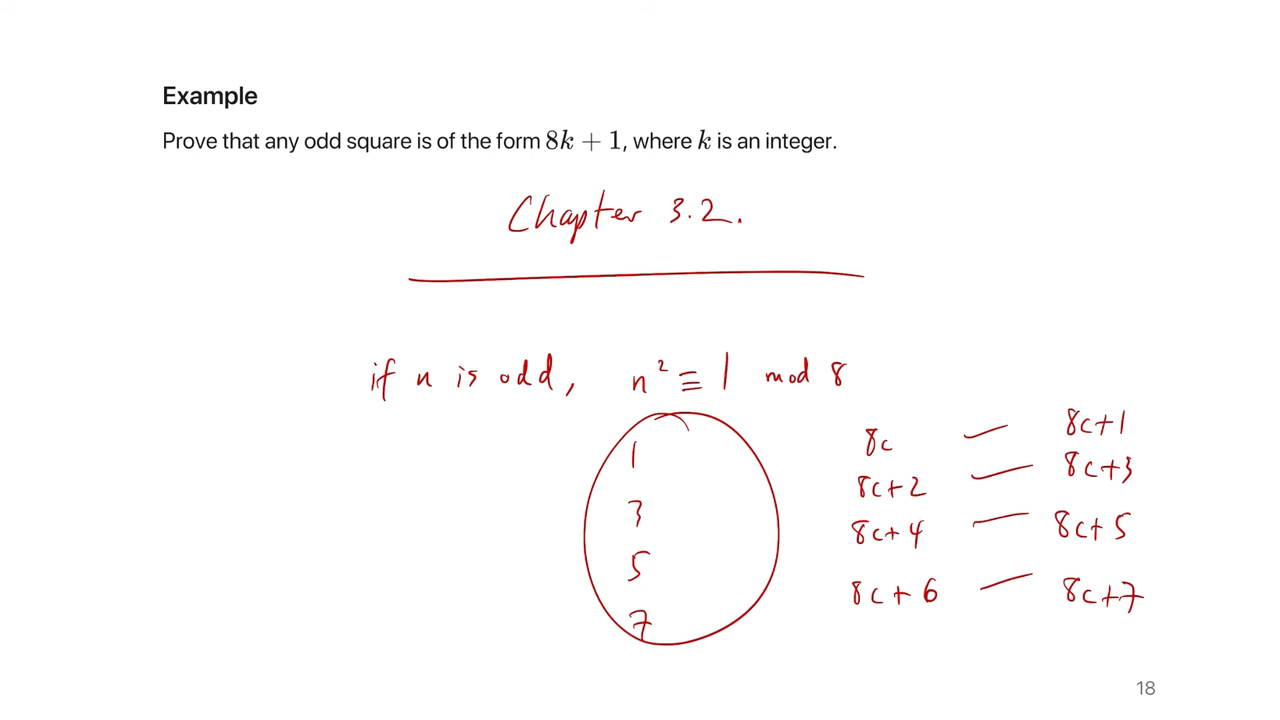 Example
Prove that any odd square is of the form 8k + 1, where k is an integer.
Chapter 3.2.
if n is odd, n² ≡ 1 mod 8
1
3
5
7
8c — 8c+1
8c+2 — 8c+3
8c+4 — 8c+5
8c+6 — 8c+7
18